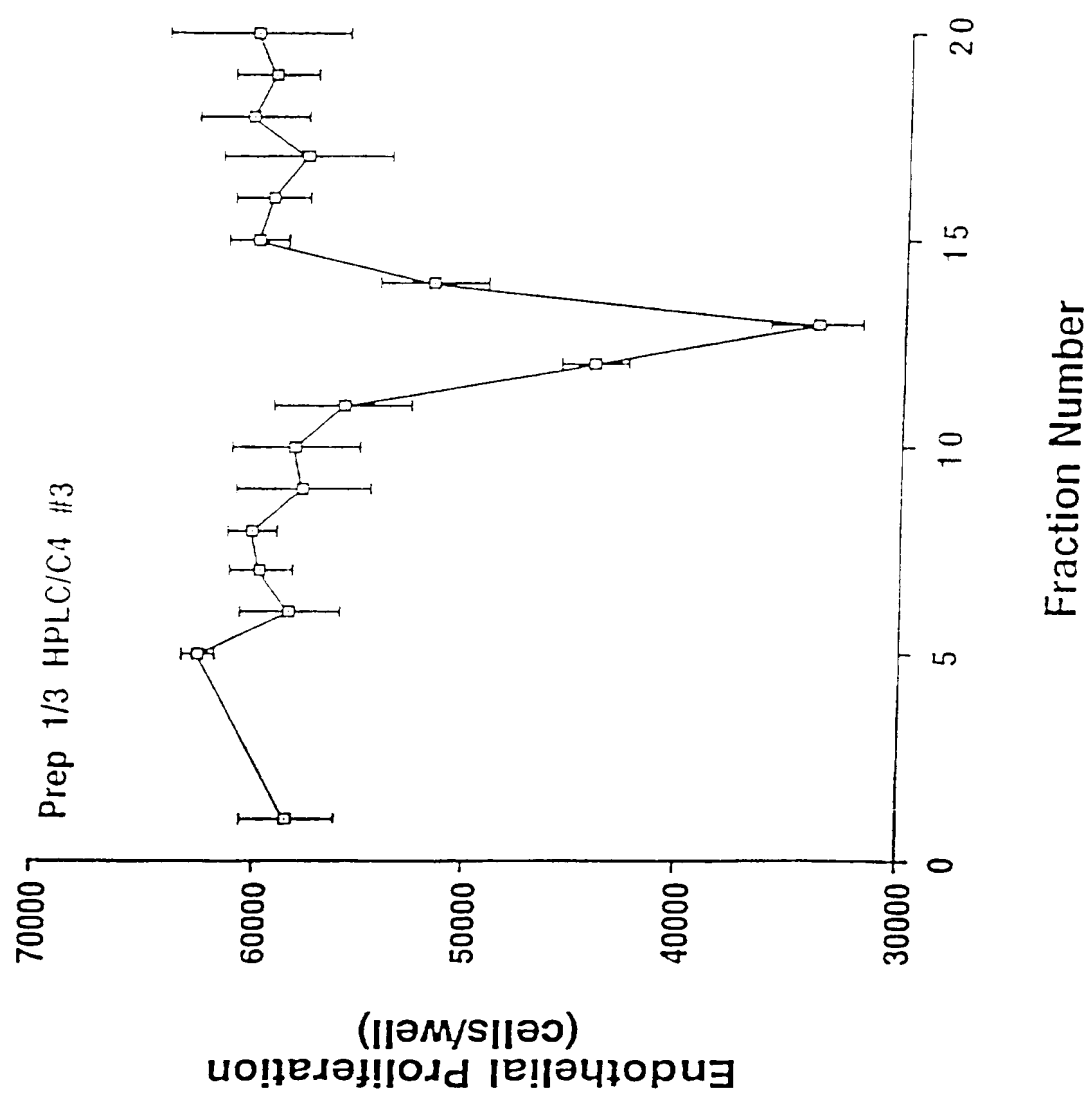 Prep 1/3 HPLC/C4 #3
70000
60000
50000
40000
30000
Endothelial Proliferation
(cells/well)
0
5
10
15
20
Fraction Number